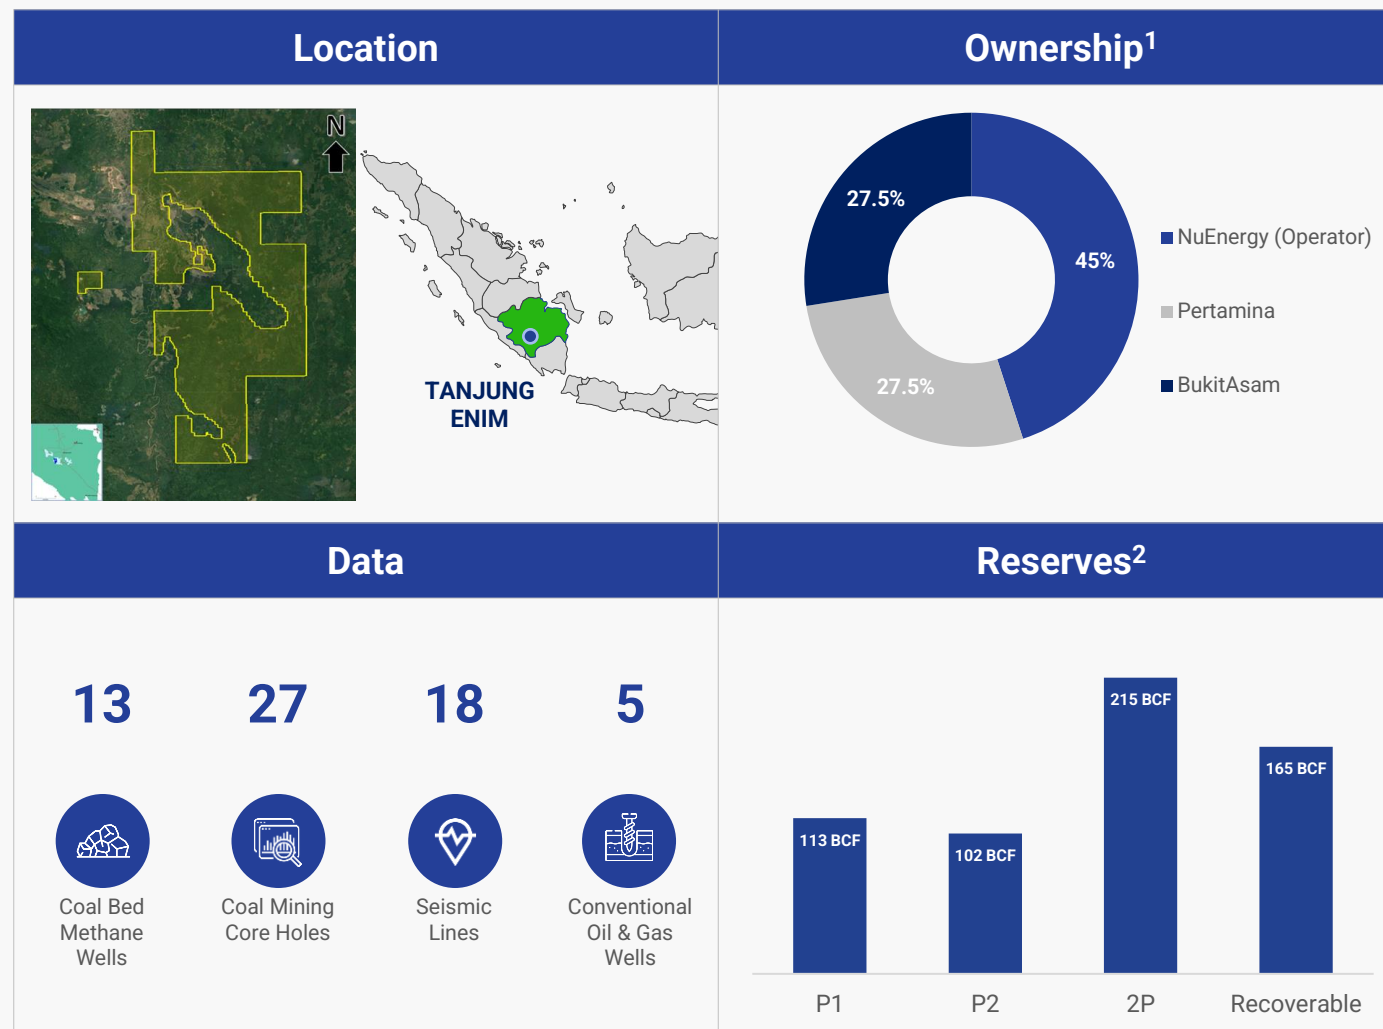 Location
N
TANJUNG
ENIM
Ownership¹
27.5%
45%
27.5%
NuEnergy (Operator)
Pertamina
BukitAsam
Data
13
27
18
5
Coal Bed
Methane
Wells
Coal Mining
Core Holes
Seismic
Lines
Conventional
Oil & Gas
Wells
Reserves²
113 BCF
102 BCF
215 BCF
165 BCF
P1
P2
2P
Recoverable